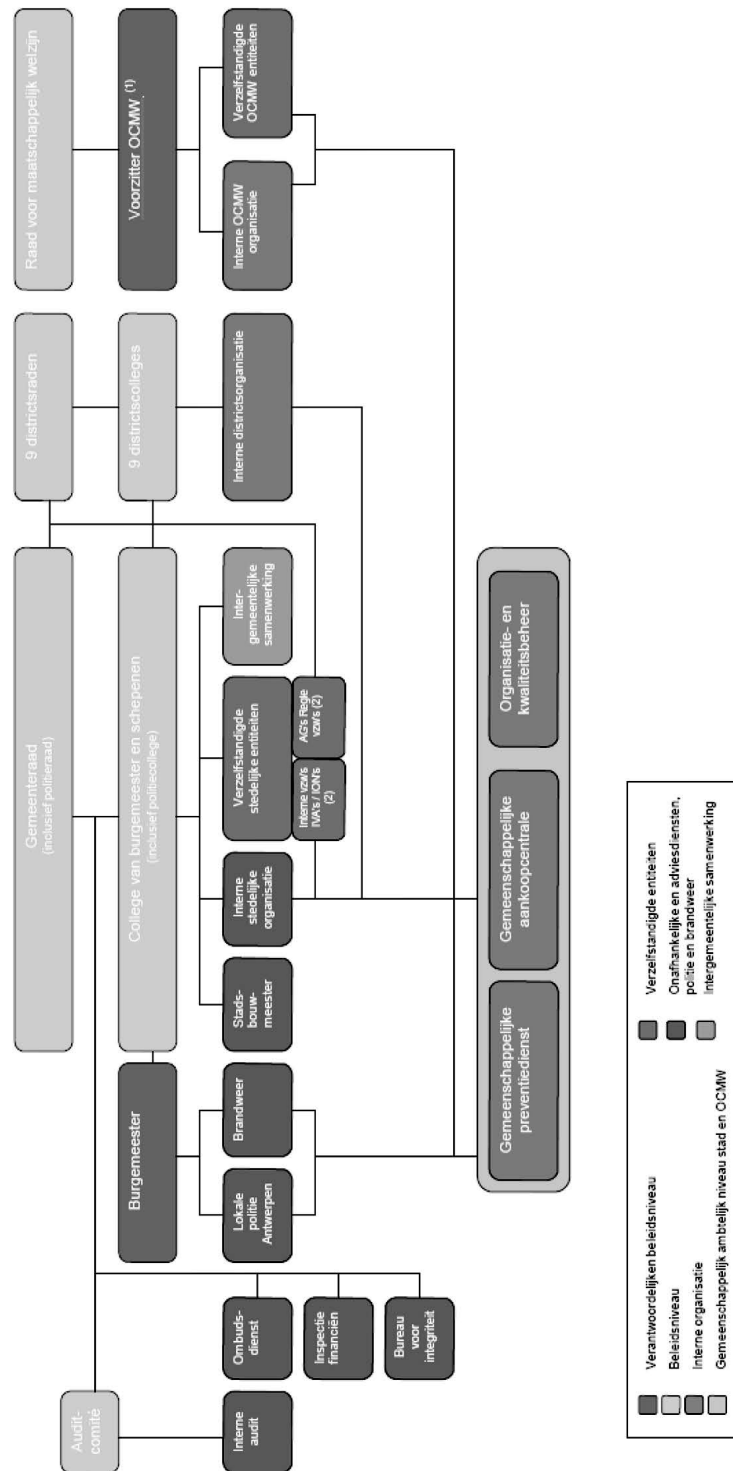 Audit-
comité
Gemeenteraad
(inclusief politieraad)
9 districtsraden
Raad voor maatschappelijk welzijn
Burgemeester
College van burgemeester en schepenen
(inclusief politiecollege)
9 districtscolleges
Voorzitter OCMW (1)
Interne
audit
Ombuds-
dienst
Inspectie
financiën
Bureau
voor
integriteit
Lokale
politie
Antwerpen
Brandweer
Stads-
bouw-
meester
Interne
stedelijke
organisatie
Verzelfstandigde
stedelijke entiteiten
Interne vzw's
IVA's / ION's
(2)
AG's Regie
vzw's (2)
Inter-
gemeentelijke
samenwerking
Interne districtsorganisatie
Interne OCMW
organisatie
Verzelfstandigde
OCMW entiteiten
Gemeenschappelijke
preventiedienst
Gemeenschappelijke
aankoopcentrale
Organisatie- en
kwaliteitsbeheer
Verantwoordelijken beleidsniveau
Beleidsniveau
Interne organisatie
Gemeenschappelijk ambtelijk niveau stad en OCMW
Verzelfstandigde entiteiten
Onafhankelijke en adviesdiensten,
politie en brandweer
Intergemeentelijke samenwerking